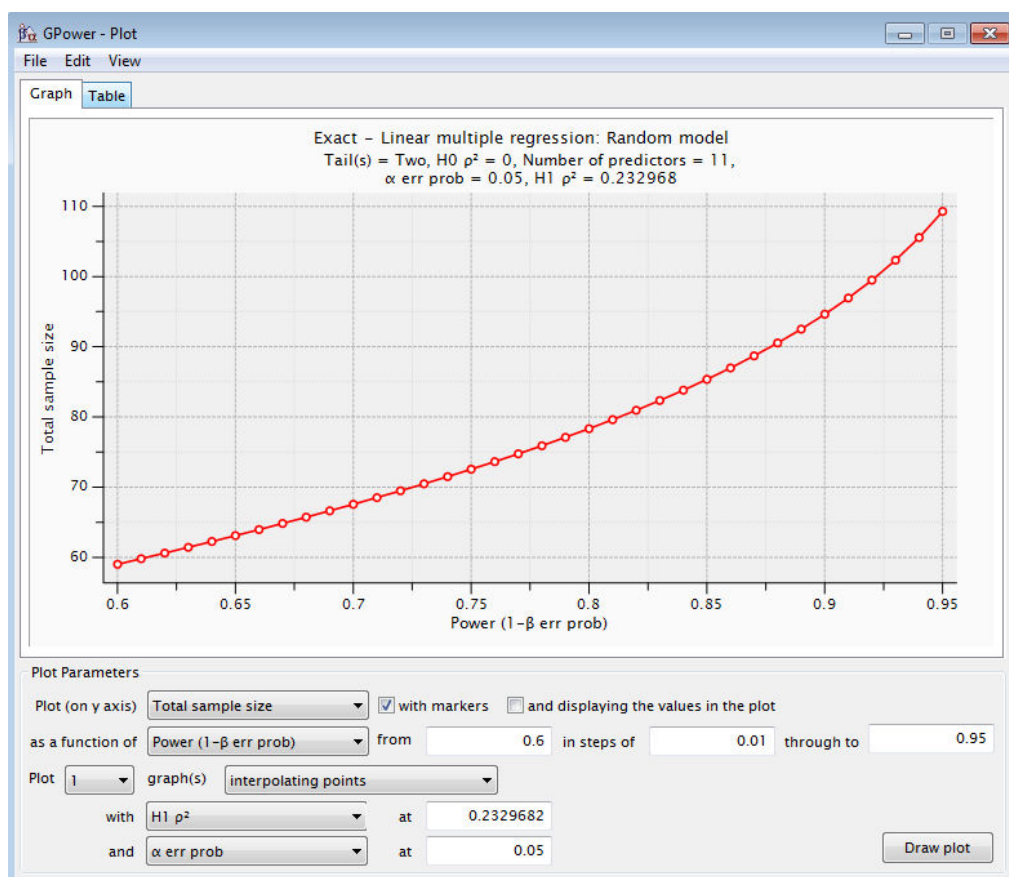 GPower - Plot
File Edit View
Graph Table
Exact - Linear multiple regression: Random model
Tail(s) = Two, H0 ρ² = 0, Number of predictors = 11,
α err prob = 0.05, H1 ρ² = 0.232968
110
100
90
80
70
60
Total sample size
0.6 0.65 0.7 0.75 0.8 0.85 0.9 0.95
Power (1-β err prob)
Plot Parameters
Plot (on y axis) Total sample size with markers and displaying the values in the plot
as a function of Power (1-β err prob) from 0.6 in steps of 0.01 through to 0.95
Plot 1 graph(s) interpolating points
with H1 ρ² at 0.2329682
and α err prob at 0.05
Draw plot